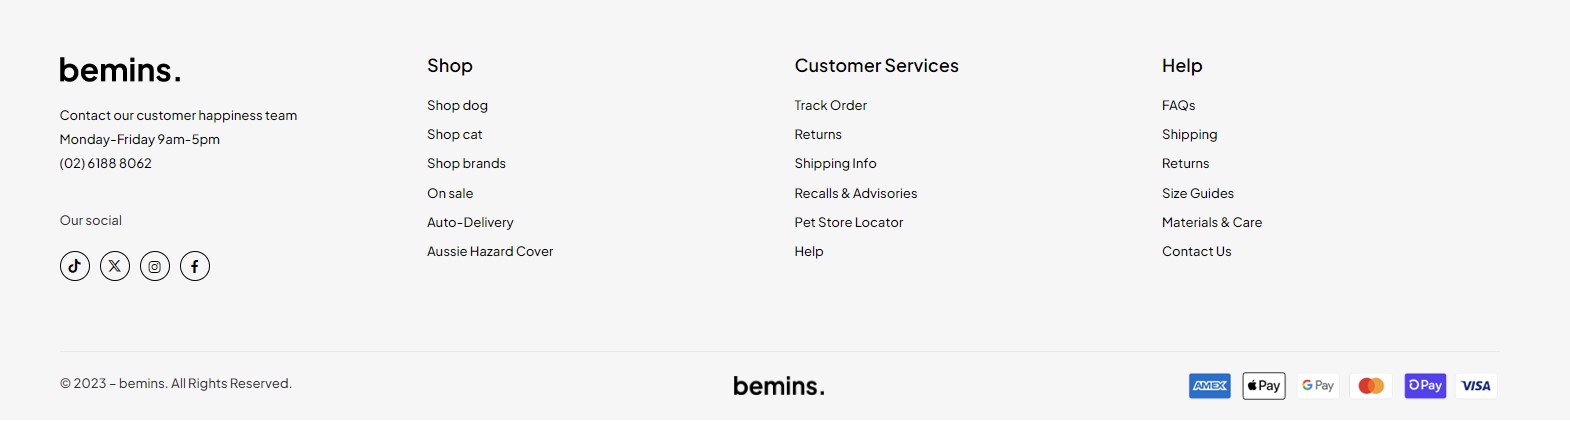 bemins.
Contact our customer happiness team
Monday-Friday 9am-5pm
(02) 6188 8062
Our social
Shop
Shop dog
Shop cat
Shop brands
On sale
Auto-Delivery
Aussie Hazard Cover
Customer Services
Track Order
Returns
Shipping Info
Recalls & Advisories
Pet Store Locator
Help
Help
FAQs
Shipping
Returns
Size Guides
Materials & Care
Contact Us
© 2023 – bemins. All Rights Reserved.
bemins.
AMEX
Pay
G Pay
OPay
VISA